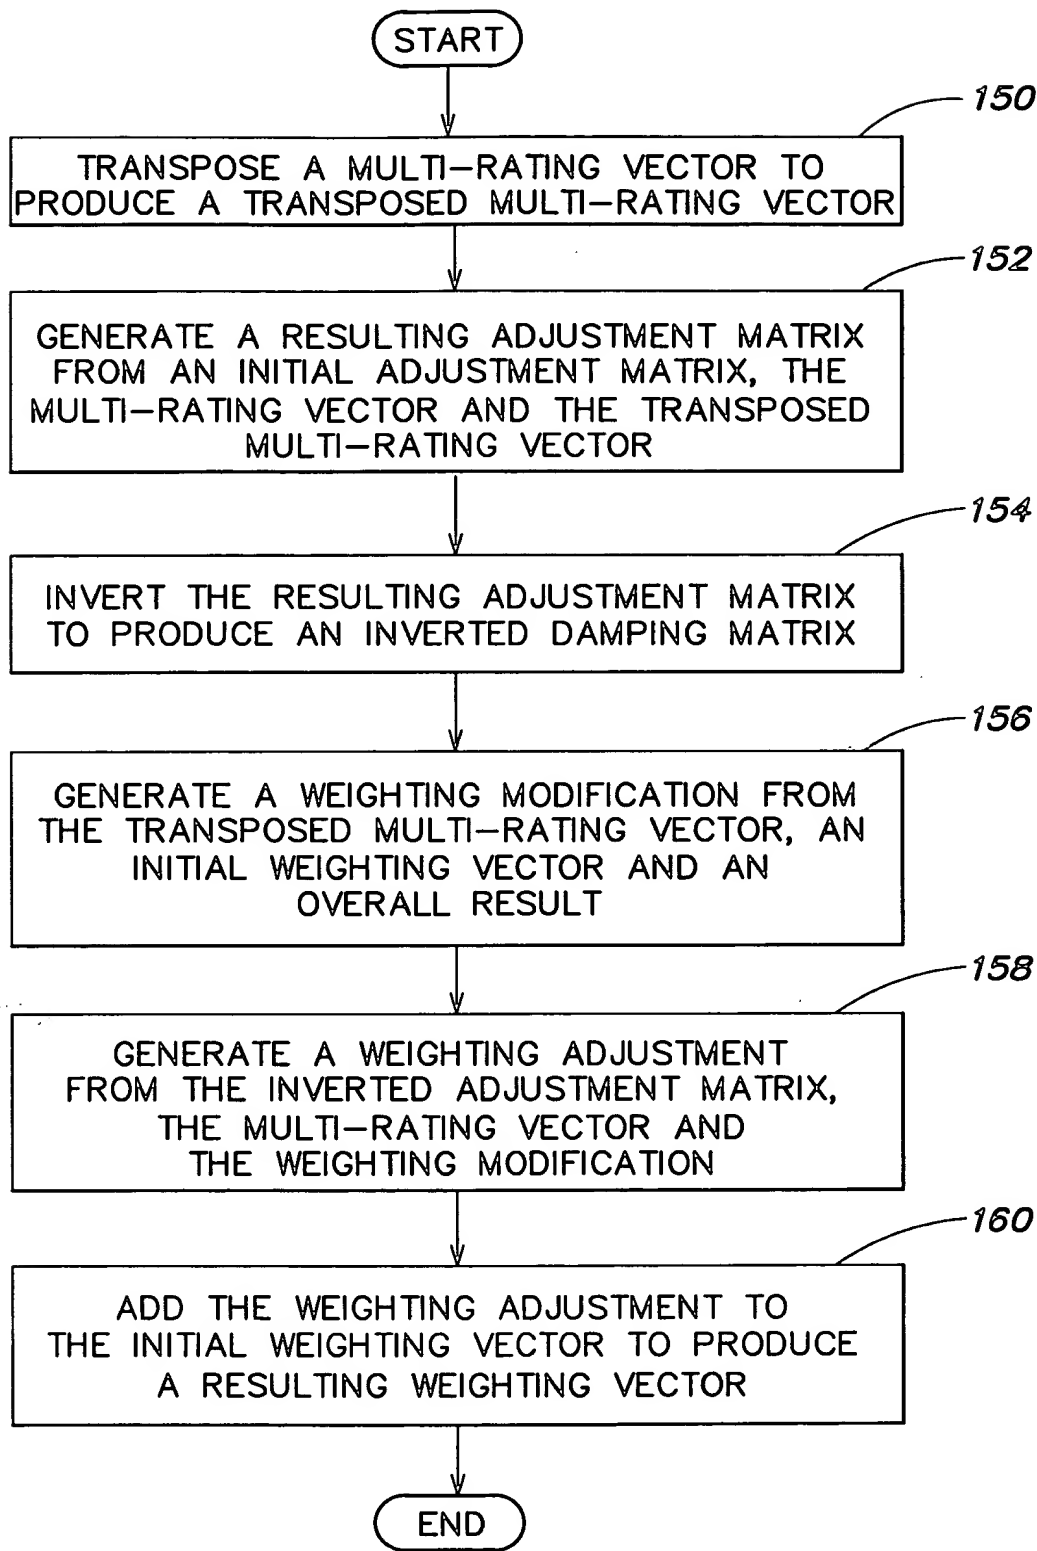 START
150
TRANSPOSE A MULTI-RATING VECTOR TO
PRODUCE A TRANSPOSED MULTI-RATING VECTOR
152
GENERATE A RESULTING ADJUSTMENT MATRIX
FROM AN INITIAL ADJUSTMENT MATRIX, THE
MULTI-RATING VECTOR AND THE TRANSPOSED
MULTI-RATING VECTOR
154
INVERT THE RESULTING ADJUSTMENT MATRIX
TO PRODUCE AN INVERTED DAMPING MATRIX
156
GENERATE A WEIGHTING MODIFICATION FROM
THE TRANSPOSED MULTI-RATING VECTOR, AN
INITIAL WEIGHTING VECTOR AND AN
OVERALL RESULT
158
GENERATE A WEIGHTING ADJUSTMENT
FROM THE INVERTED ADJUSTMENT MATRIX,
THE MULTI-RATING VECTOR AND
THE WEIGHTING MODIFICATION
160
ADD THE WEIGHTING ADJUSTMENT TO
THE INITIAL WEIGHTING VECTOR TO PRODUCE
A RESULTING WEIGHTING VECTOR
END